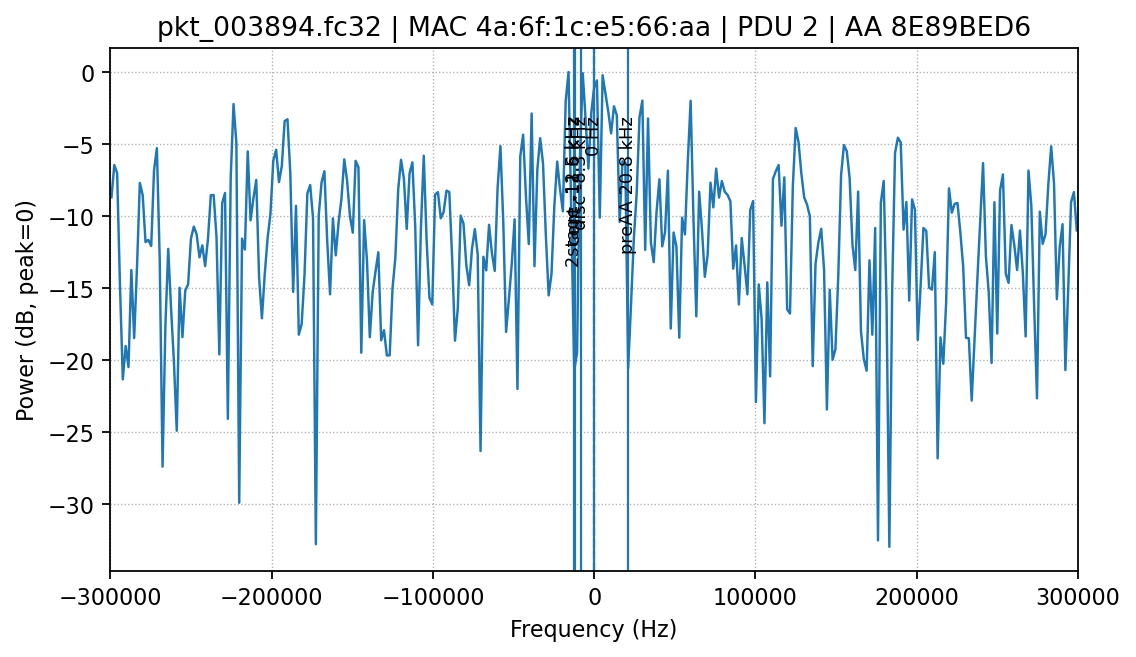 pkt_003894.fc32 | MAC 4a:6f:1c:e5:66:aa | PDU 2 | AA 8E89BED6
Power (dB, peak=0)
0
−5
−10
−15
−20
−25
−30
0 Hz
preAA 20.8 kHz
−300000
−200000
−100000
0
100000
200000
300000
Frequency (Hz)